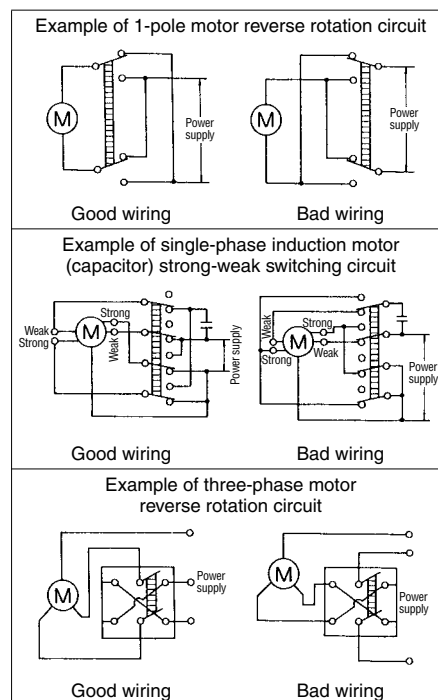 Example of 1-pole motor reverse rotation circuit
M
Power
supply
M
Power
supply
Good wiring
Bad wiring
Example of single-phase induction motor
(capacitor) strong-weak switching circuit
Weak
Strong
M
Strong
Weak
Power supply
Weak
Strong
M
Strong
Weak
Power
supply
Good wiring
Bad wiring
Example of three-phase motor
reverse rotation circuit
M
Power
supply
M
Power
supply
Good wiring
Bad wiring